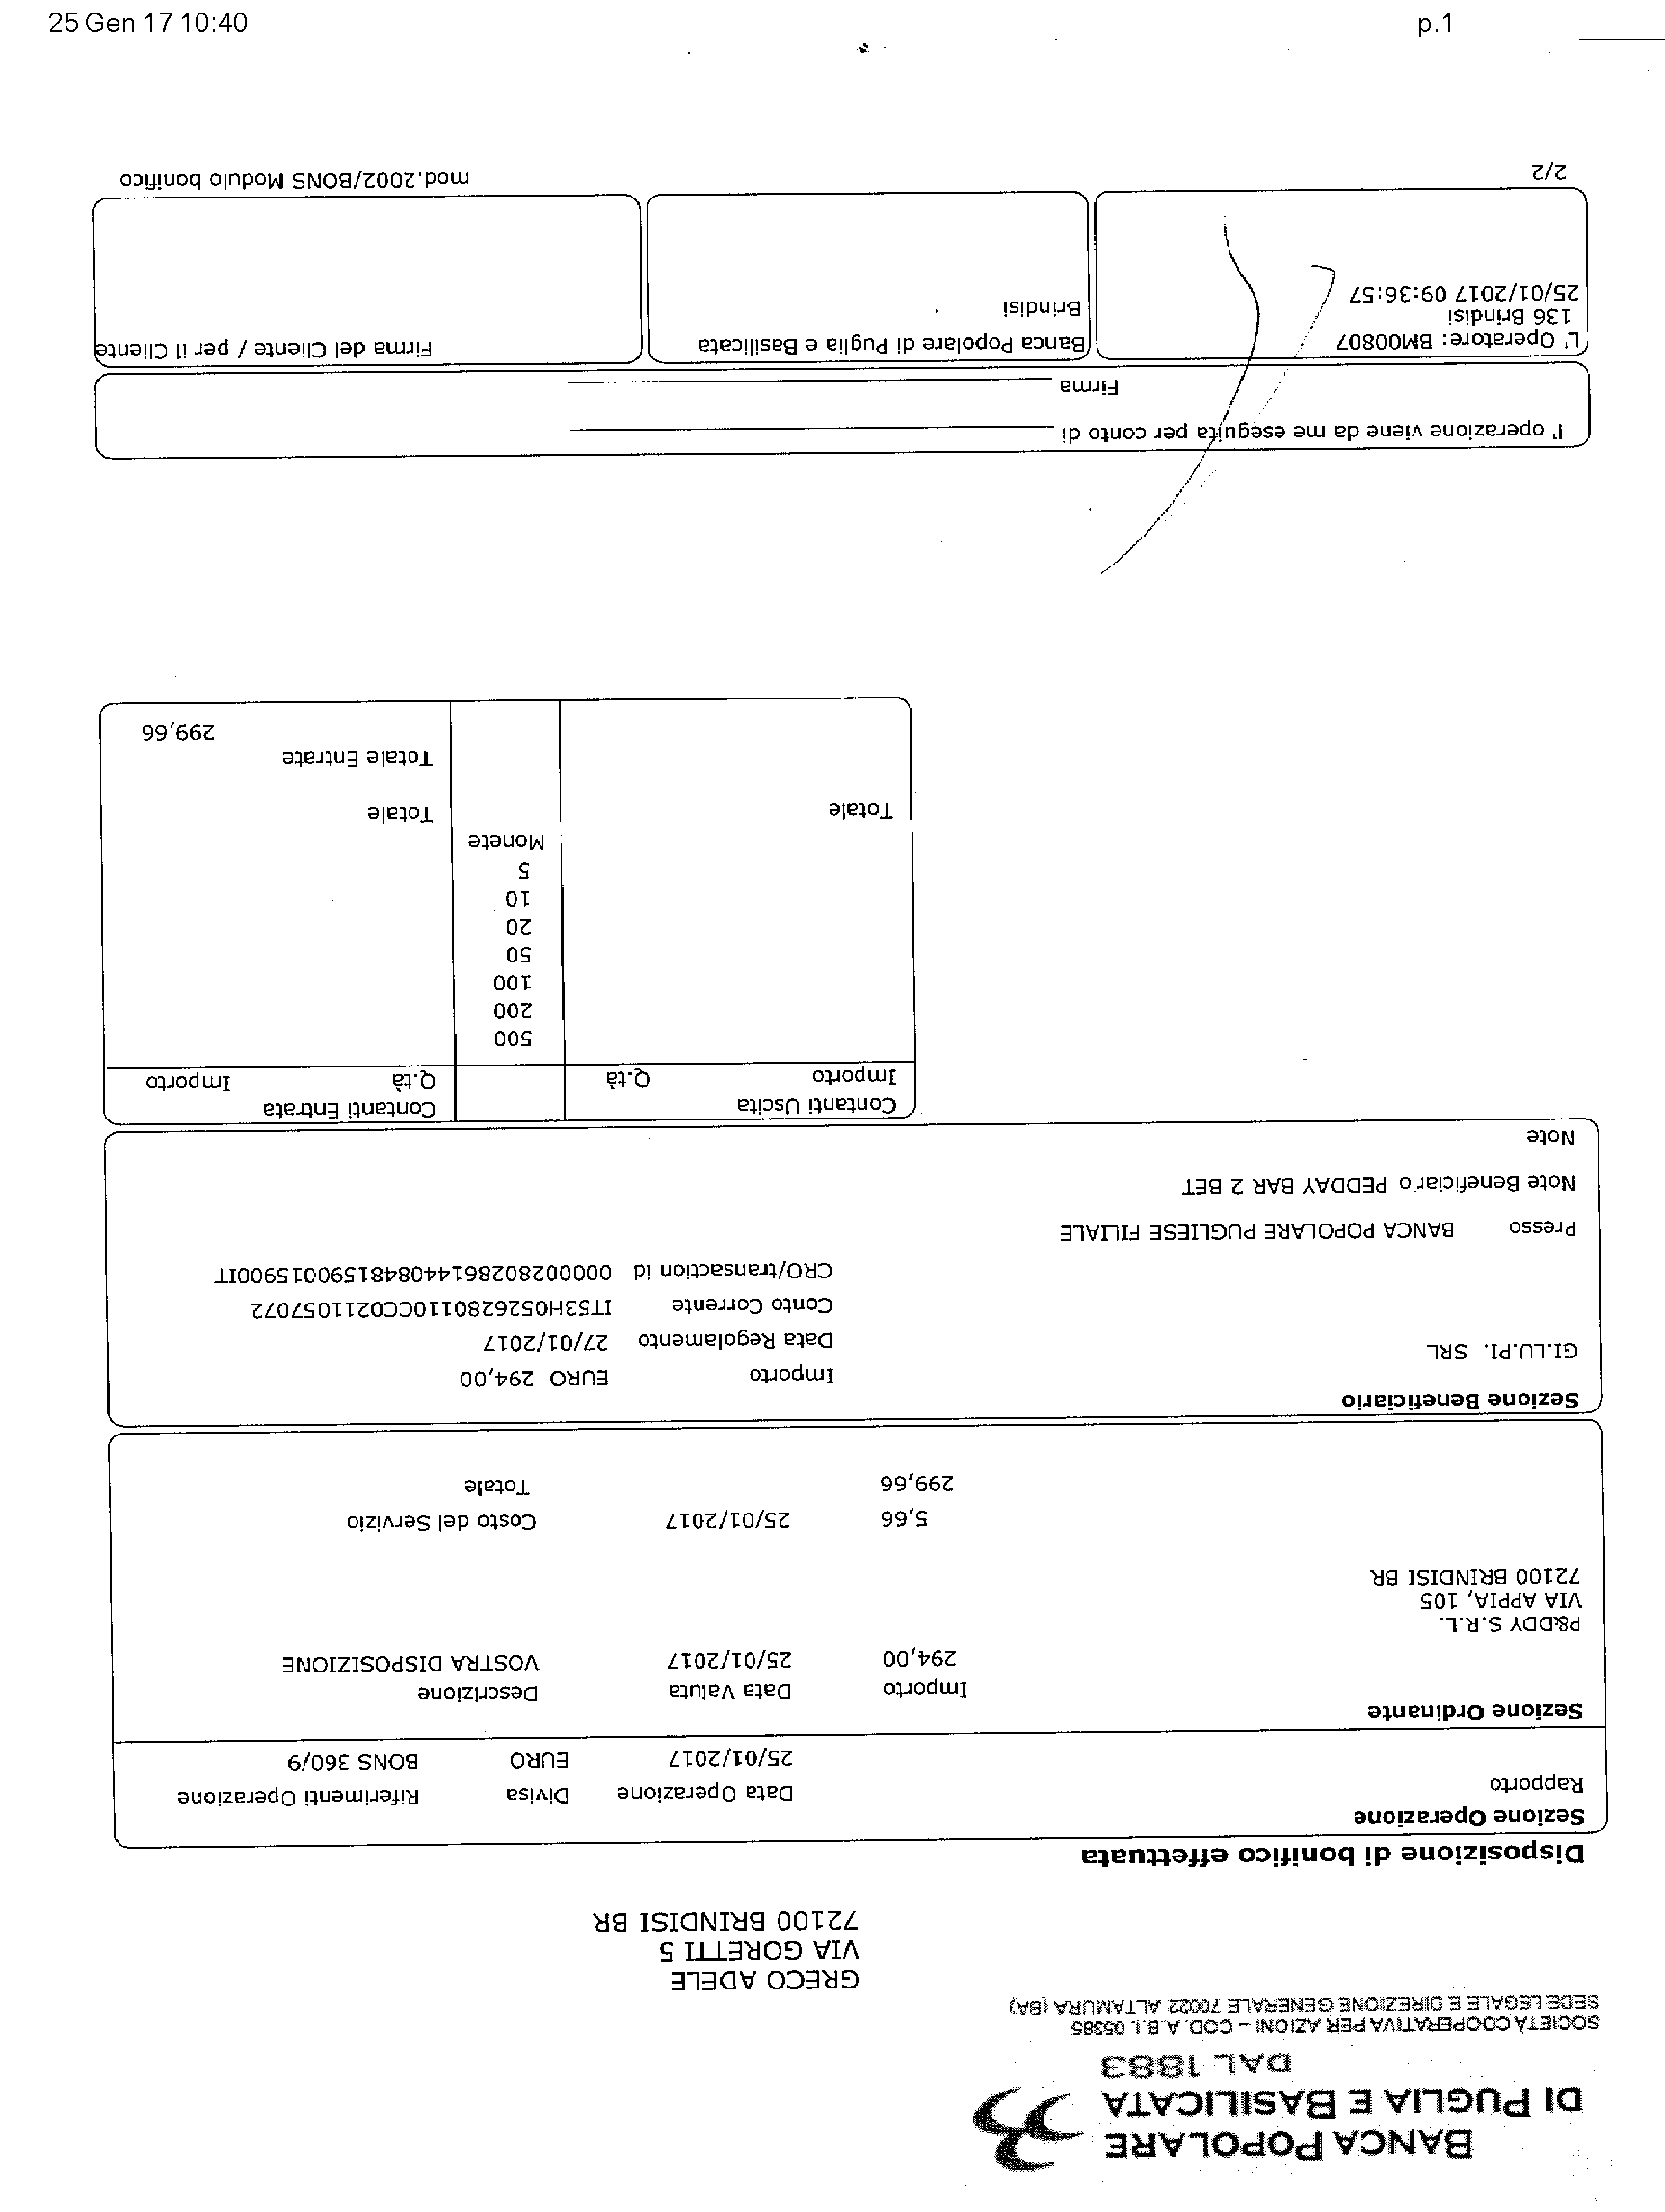 25 Gen 17 10:40 p.1
BANCA POPOLARE
DI PUGLIA E BASILICATA
DAL 1883
SOCIETÀ COOPERATIVA PER AZIONI - COD. A.B.I. 05385
SEDE LEGALE E DIREZIONE GENERALE 70022 ALTAMURA (BA)
GRECO ADELE
VIA GORETTI 5
72100 BRINDISI BR
Disposizione di bonifico effettuata
Sezione Operazione
Rapporto Data Operazione Divisa Riferimenti Operazione
25/01/2017 EURO BONS 360/9
Sezione Ordinante
Importo Data Valuta Descrizione
294,00 25/01/2017 VOSTRA DISPOSIZIONE
P&DDY S.R.L.
VIA APPIA, 105
72100 BRINDISI BR
5,66 25/01/2017 Costo del Servizio
299,66 Totale
Sezione Beneficiario
Importo EURO 294,00
GI.LU.PI. SRL
Data Regolamento 27/01/2017
Conto Corrente IT53H0526280110CC0211057072
CRO/transaction id 0000028028614408481590015900IT
Presso BANCA POPOLARE PUGLIESE FILIALE
Note Beneficiario PEDDAY BAR 2 BET
Note
Contanti Uscita Contanti Entrata
Importo Q.tà Q.tà Importo
500
200
100
50
20
10
5
Monete
Totale Totale
Totale Entrate
299,66
l' operazione viene da me eseguita per conto di
Firma
L' Operatore: BM00807 Banca Popolare di Puglia e Basilicata Firma del Cliente / per il Cliente
136 Brindisi Brindisi
25/01/2017 09:36:57
2/2 mod.2002/BONS Modulo bonifico